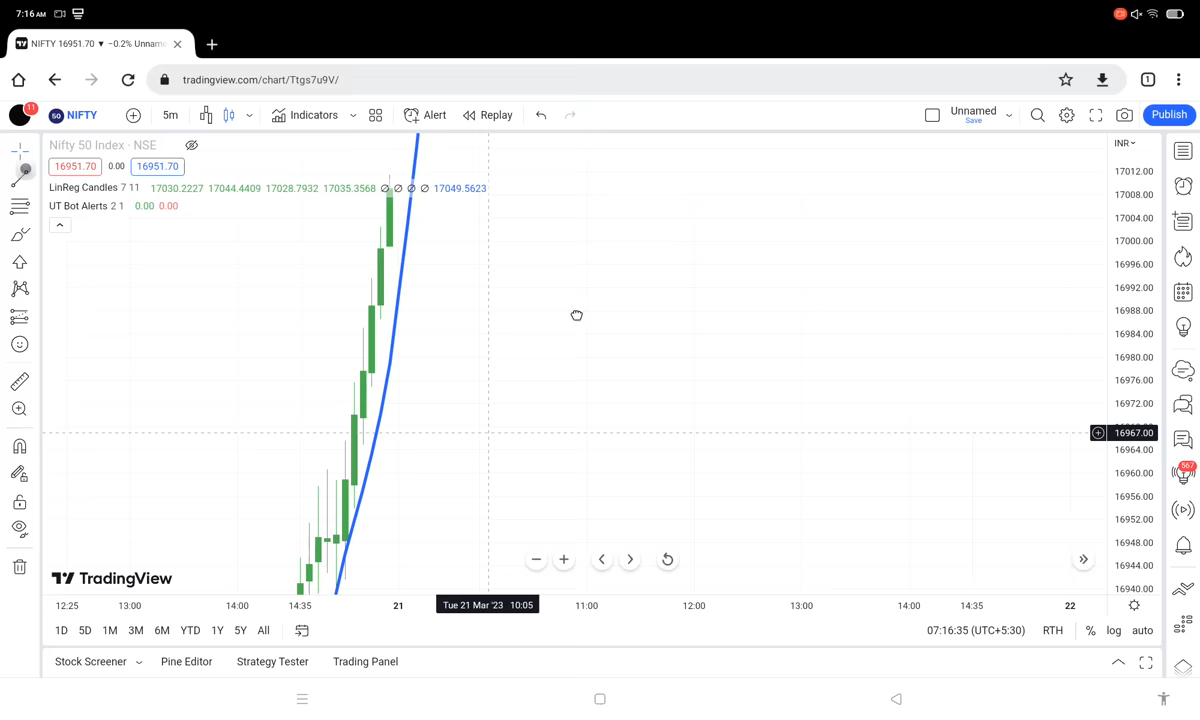 7:16 AM
NIFTY 16951.70 ▼ −0.2% Unname
tradingview.com/chart/Ttgs7u9V/
1
11
50 NIFTY
5m
Indicators
Alert
Replay
Unnamed
Save
Publish
Nifty 50 Index · NSE
INR
16951.70 0.00 16951.70
LinReg Candles 7 11 17030.2227 17044.4409 17028.7932 17035.3568 ∅ ∅ ∅ ∅ 17049.5623
UT Bot Alerts 2 1 0.00 0.00
17012.00
17008.00
17004.00
17000.00
16996.00
16992.00
16988.00
16984.00
16980.00
16976.00
16972.00
16967.00
16964.00
16960.00
16956.00
16952.00
16948.00
16944.00
16940.00
567
TradingView
12:25 13:00 14:00 14:35 21 Tue 21 Mar '23 10:05 11:00 12:00 13:00 14:00 14:35 22
1D 5D 1M 3M 6M YTD 1Y 5Y All
07:16:35 (UTC+5:30) RTH % log auto
Stock Screener Pine Editor Strategy Tester Trading Panel